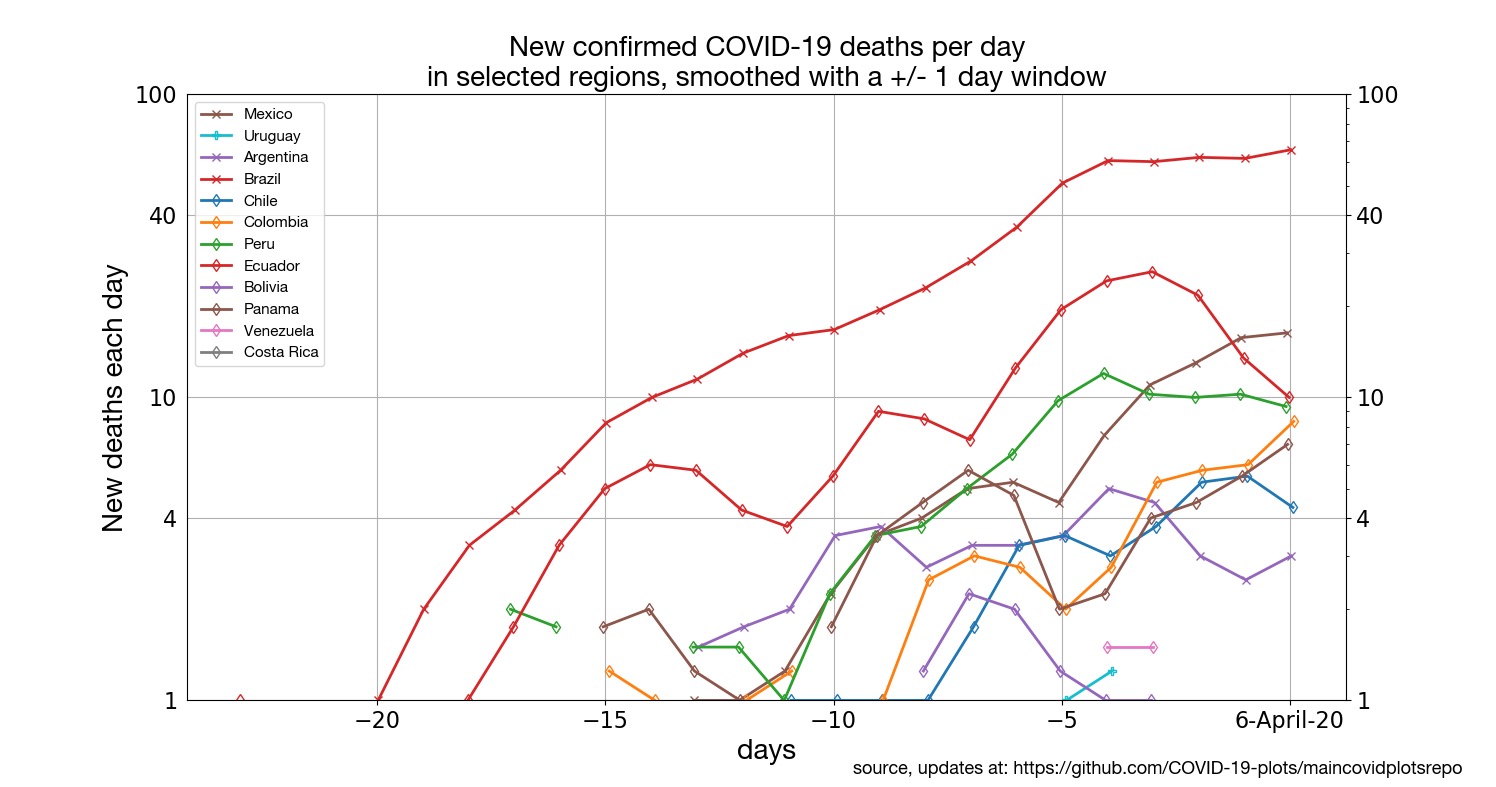 New confirmed COVID-19 deaths per day
in selected regions, smoothed with a +/- 1 day window
100
40
10
4
1
100
40
10
4
1
New deaths each day
Mexico
Uruguay
Argentina
Brazil
Chile
Colombia
Peru
Ecuador
Bolivia
Panama
Venezuela
Costa Rica
−20
−15
−10
−5
6-April-20
days
source, updates at: https://github.com/COVID-19-plots/maincovidplotsrepo